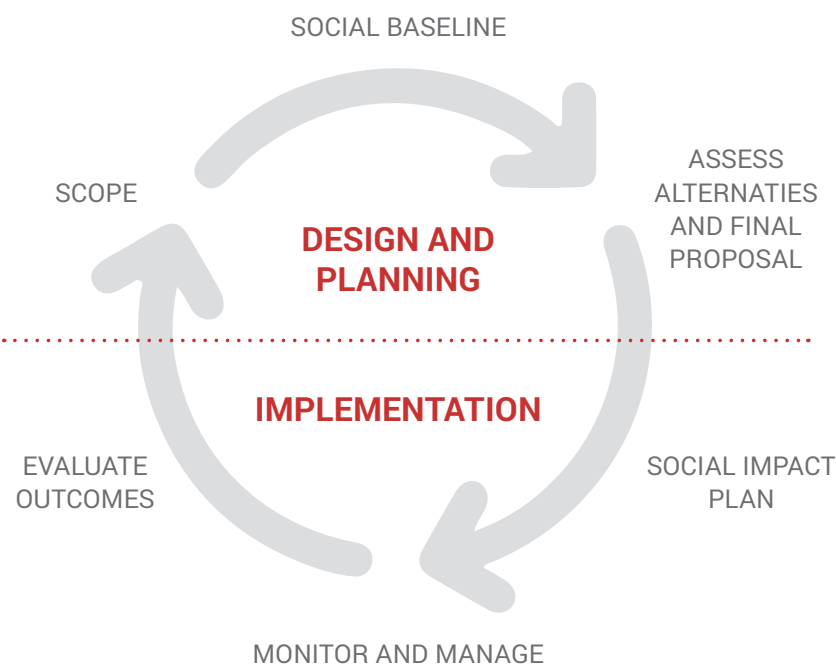 SOCIAL BASELINE
SCOPE
ASSESS
ALTERNATIES
AND FINAL
PROPOSAL
DESIGN AND
PLANNING
IMPLEMENTATION
EVALUATE
OUTCOMES
SOCIAL IMPACT
PLAN
MONITOR AND MANAGE